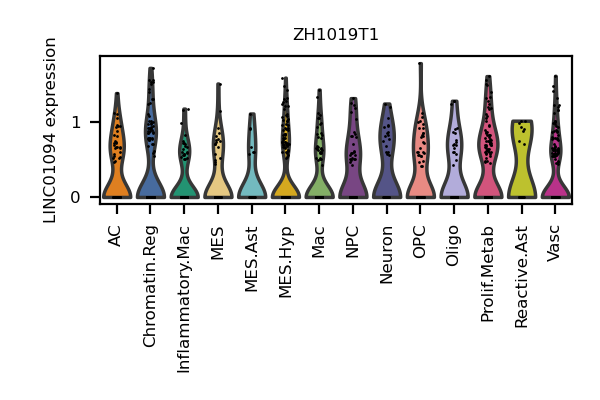 ZH1019T1
LINC01094 expression
1
0
AC
Chromatin.Reg
Inflammatory.Mac
MES
MES.Ast
MES.Hyp
Mac
NPC
Neuron
OPC
Oligo
Prolif.Metab
Reactive.Ast
Vasc